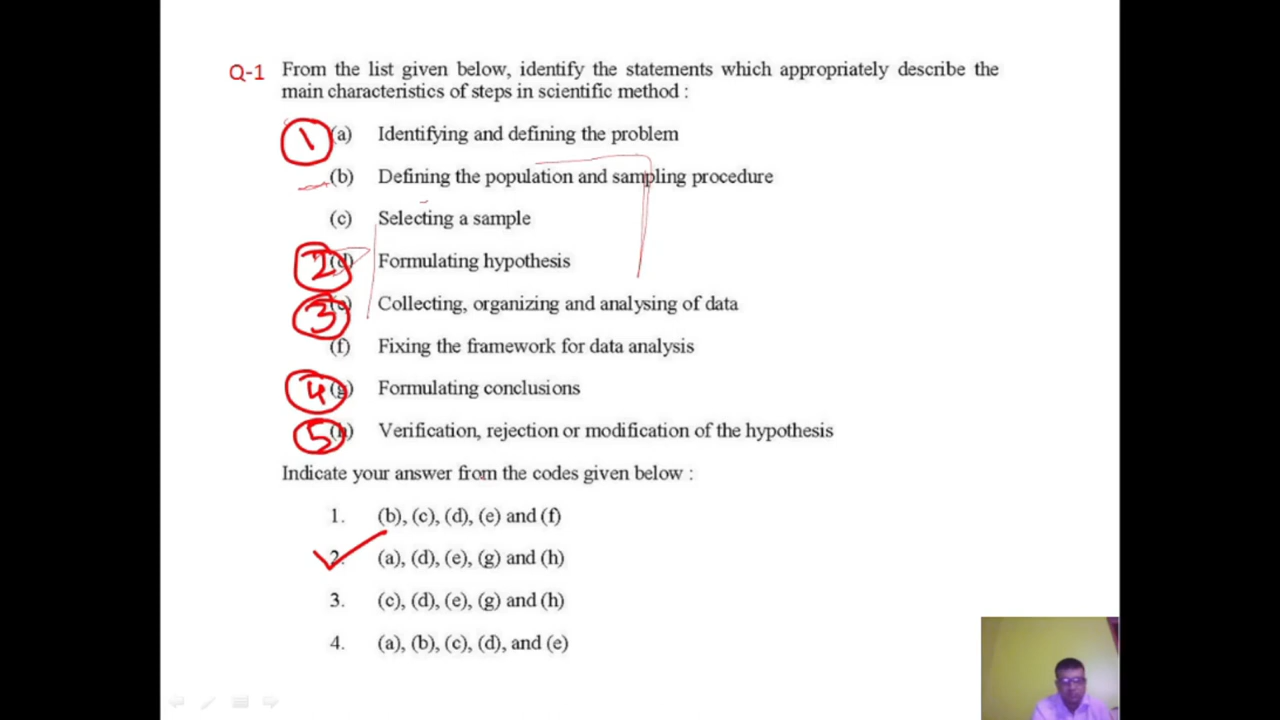 Q-1 From the list given below, identify the statements which appropriately describe the
main characteristics of steps in scientific method :
1 (a) Identifying and defining the problem
(b) Defining the population and sampling procedure
(c) Selecting a sample
2 (d) Formulating hypothesis
3 (e) Collecting, organizing and analysing of data
(f) Fixing the framework for data analysis
4 (g) Formulating conclusions
5 (h) Verification, rejection or modification of the hypothesis
Indicate your answer from the codes given below :
1. (b), (c), (d), (e) and (f)
2. (a), (d), (e), (g) and (h)
3. (c), (d), (e), (g) and (h)
4. (a), (b), (c), (d), and (e)